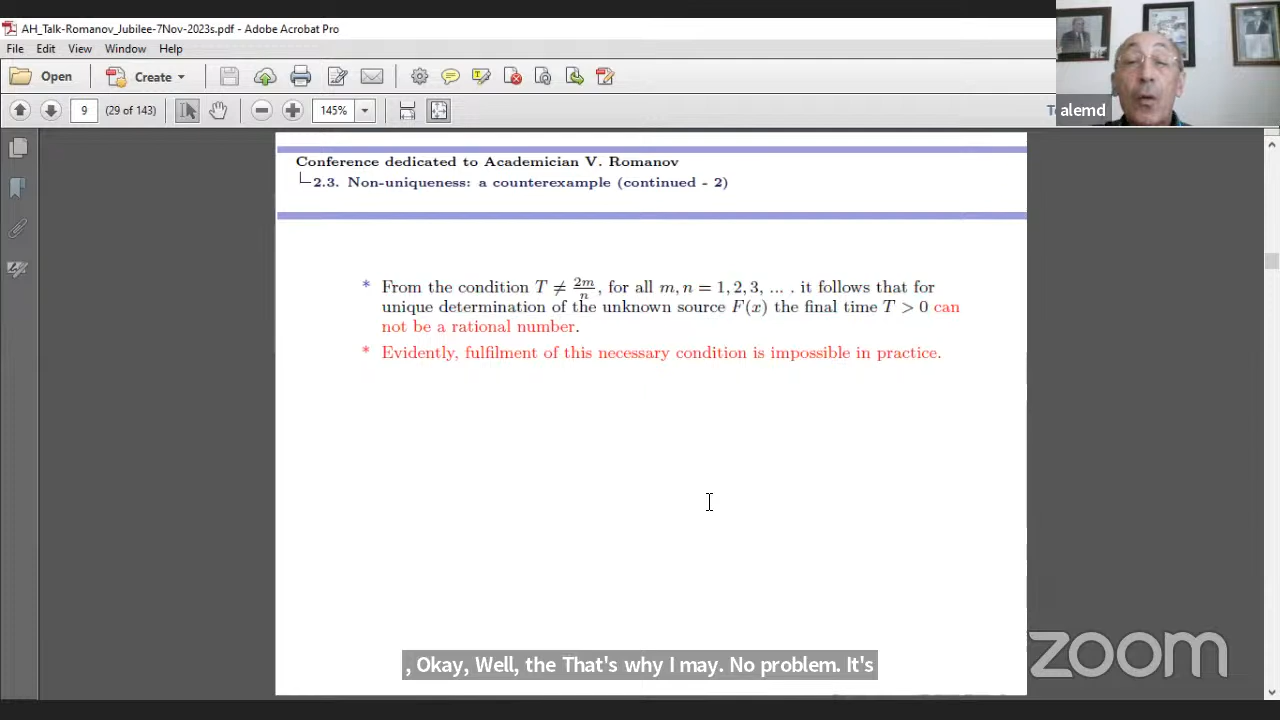 AH_Talk-Romanov_Jubilee-7Nov-2023s.pdf - Adobe Acrobat Pro
File Edit View Window Help
Open Create
9 (29 of 143) 145%
alemd
Conference dedicated to Academician V. Romanov
2.3. Non-uniqueness: a counterexample (continued - 2)
* From the condition T ≠ 2m/n, for all m, n = 1, 2, 3, ... . it follows that for
unique determination of the unknown source F(x) the final time T > 0 can
not be a rational number.
* Evidently, fulfilment of this necessary condition is impossible in practice.
, Okay, Well, the That's why I may. No problem. It's
zoom